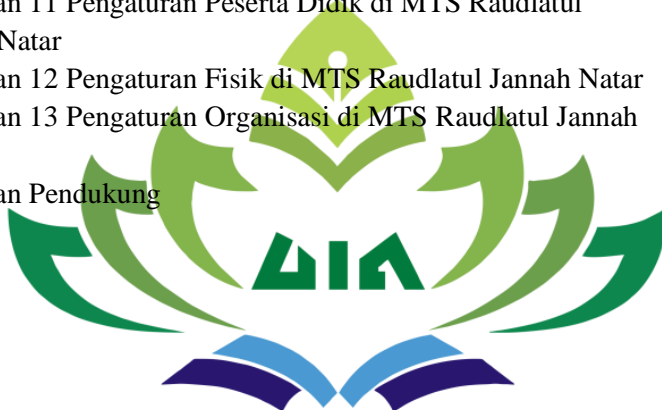 an 11 Pengaturan Peserta Didik di MTS Raudlatul
Natar
an 12 Pengaturan Fisik di MTS Raudlatul Jannah Natar
an 13 Pengaturan Organisasi di MTS Raudlatul Jannah
an Pendukung
UIN